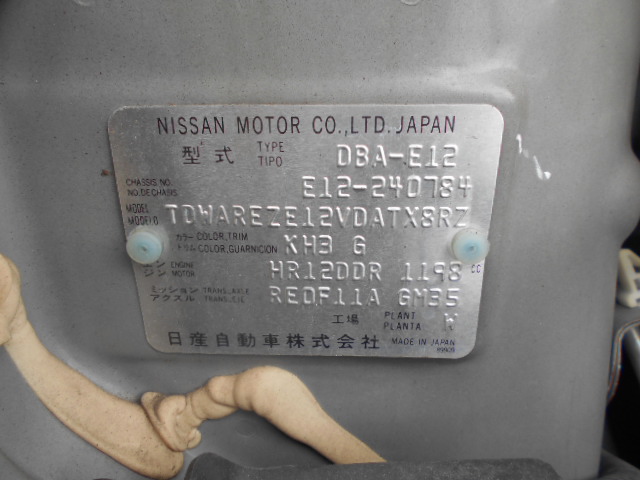 NISSAN MOTOR CO.,LTD.JAPAN
型式 TYPE TIPO DBA-E12
CHASSIS NO. NO.DECHASIS E12-240784
MODEL MODELO TDWAREZE12VDATX8RZ
カラー COLOR,TRIM トリム COLOR,GUARNICION KH3 G
エンジン ENGINE MOTOR HR12DDR 1198 CC
ミッション TRANS. アクスル AXLE RE0F11A GM35
工場 PLANT PLANTA W
日産自動車株式会社 MADE IN JAPAN